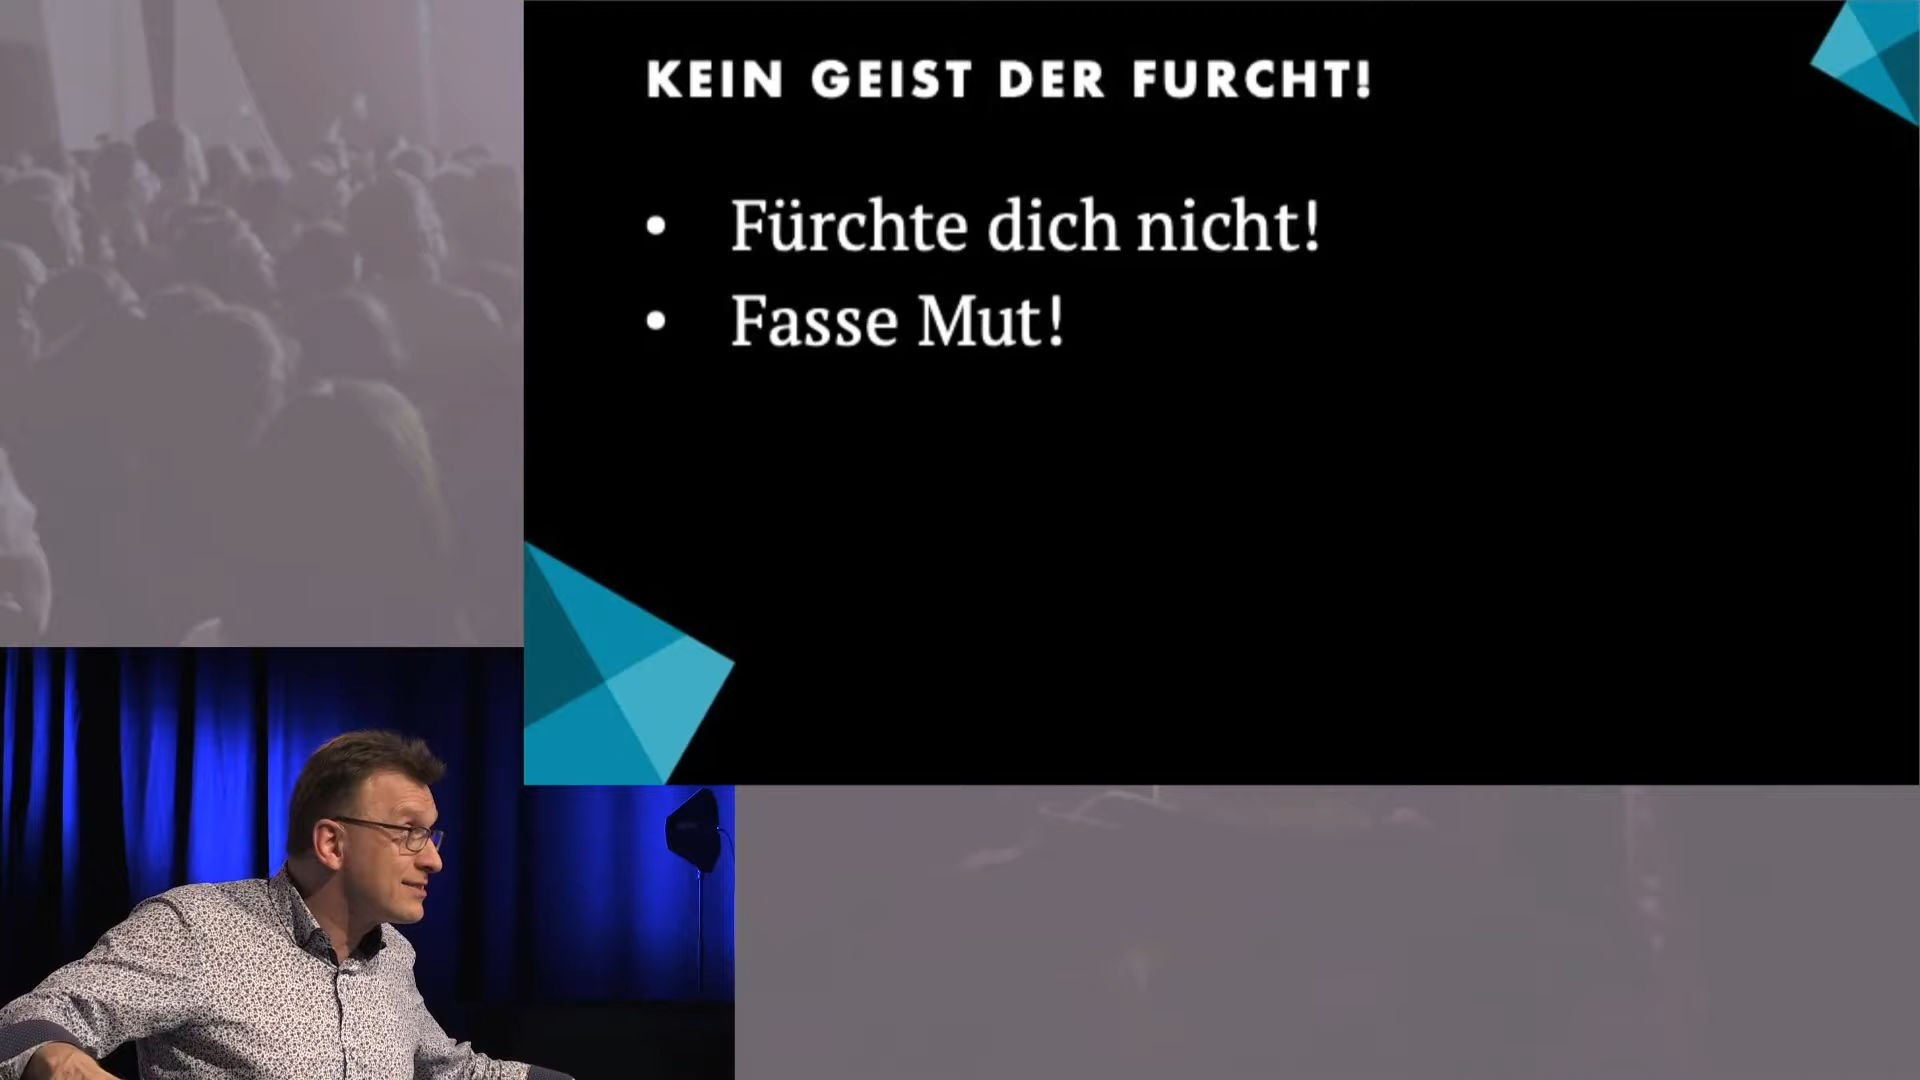 KEIN GEIST DER FURCHT!
• Fürchte dich nicht!
• Fasse Mut!